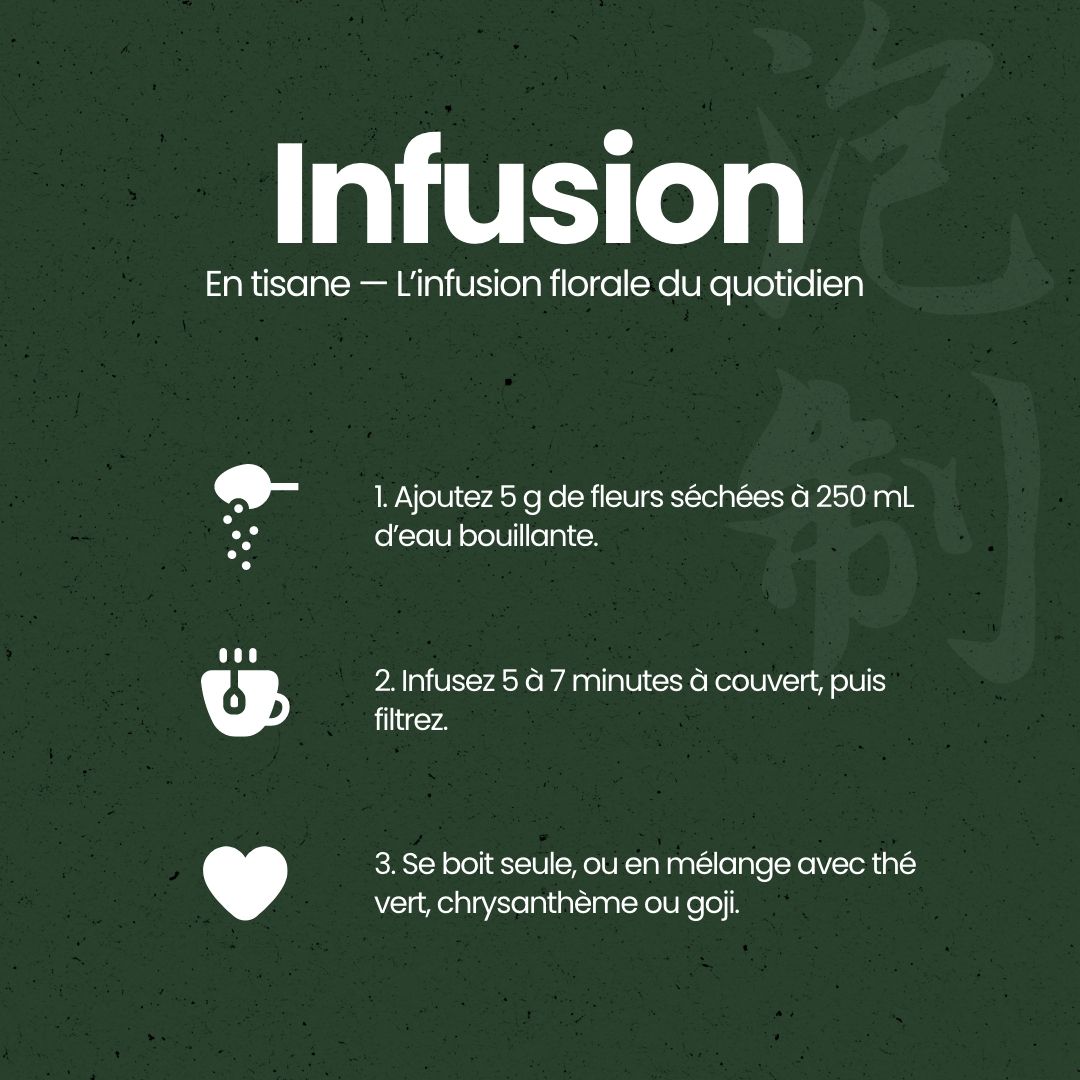 Infusion
En tisane — L’infusion florale du quotidien
1. Ajoutez 5 g de fleurs séchées à 250 mL
d’eau bouillante.
2. Infusez 5 à 7 minutes à couvert, puis
filtrez.
3. Se boit seule, ou en mélange avec thé
vert, chrysanthème ou goji.
泡
制